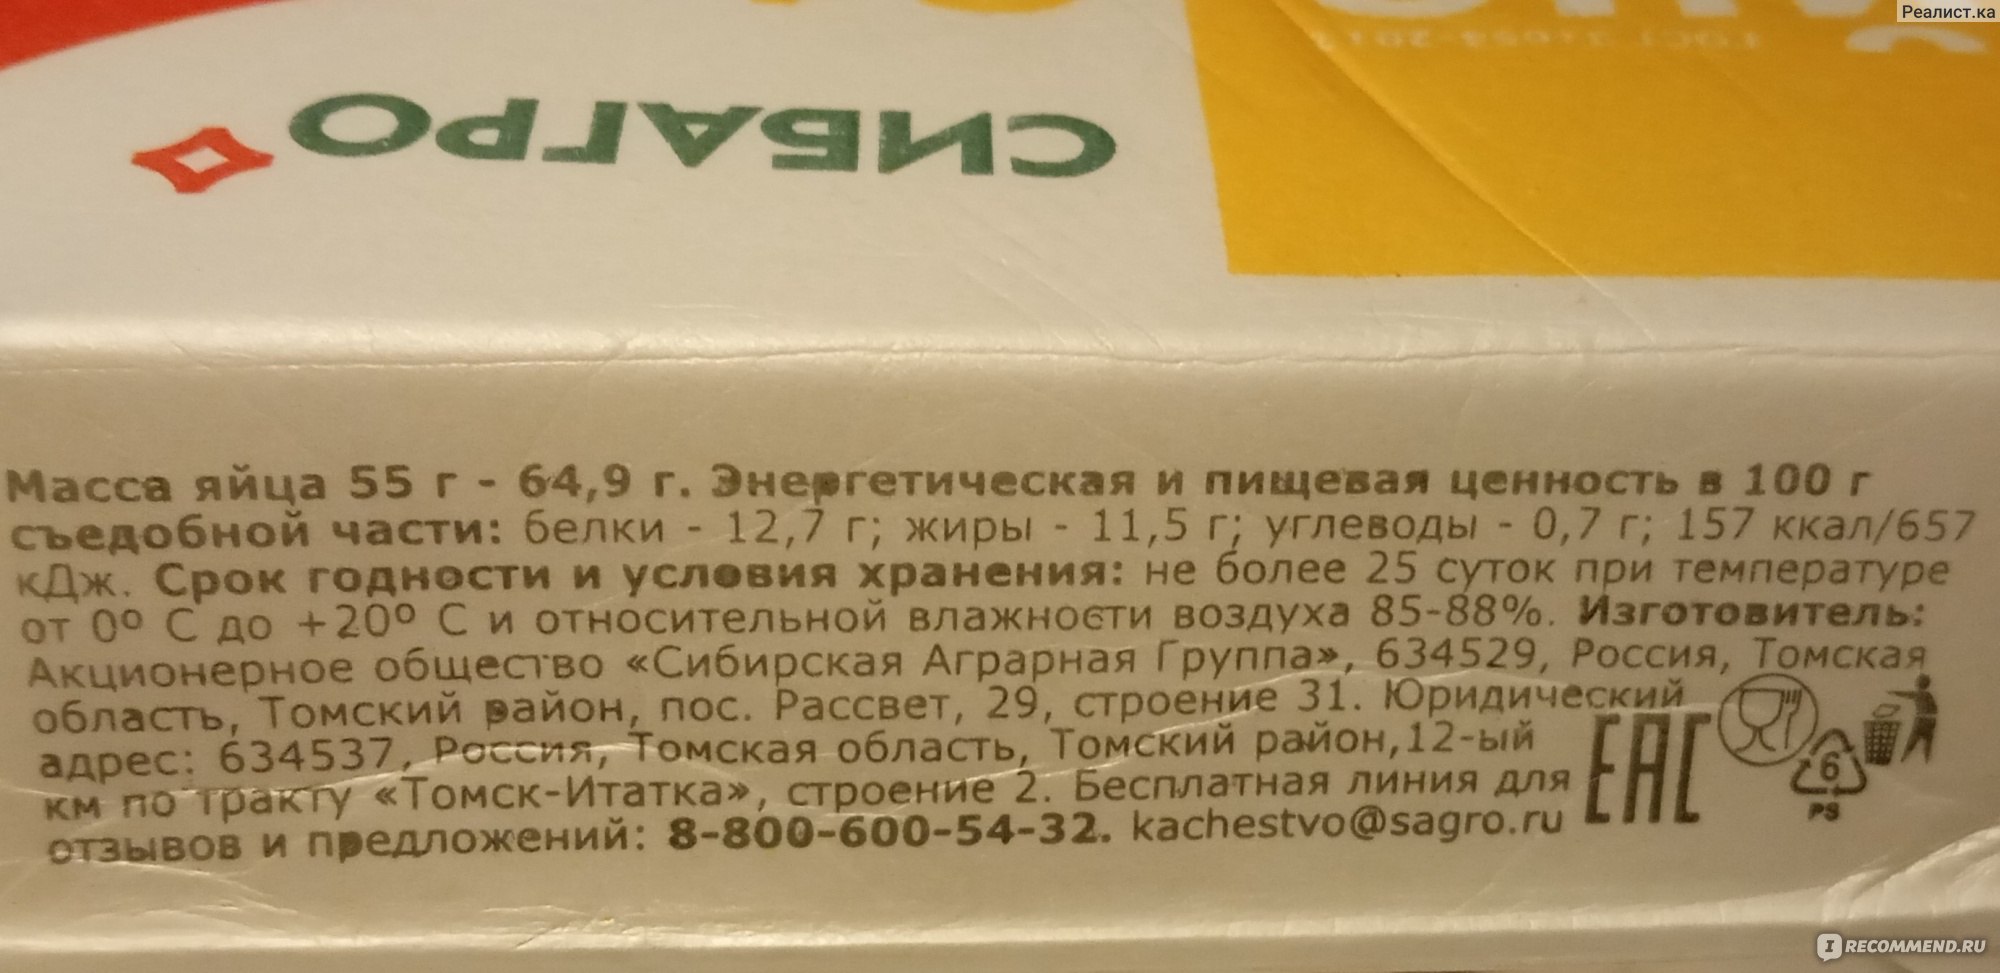 Реалист.ка
ГОСТ 31654-2012
СИБАГРО
Масса яйца 55 г - 64,9 г. Энергетическая и пищевая ценность в 100 г
съедобной части: белки - 12,7 г; жиры - 11,5 г; углеводы - 0,7 г; 157 ккал/657
кДж. Срок годности и условия хранения: не более 25 суток при температуре
от 0º С до +20º С и относительной влажности воздуха 85-88%. Изготовитель:
Акционерное общество «Сибирская Аграрная Группа», 634529, Россия, Томская
область, Томский район, пос. Рассвет, 29, строение 31. Юридический
адрес: 634537, Россия, Томская область, Томский район,12-ый
км по тракту «Томск-Итатка», строение 2. Бесплатная линия для
отзывов и предложений: 8-800-600-54-32. kachestvo@sagro.ru
EAC
6
PS
IRECOMMEND.RU